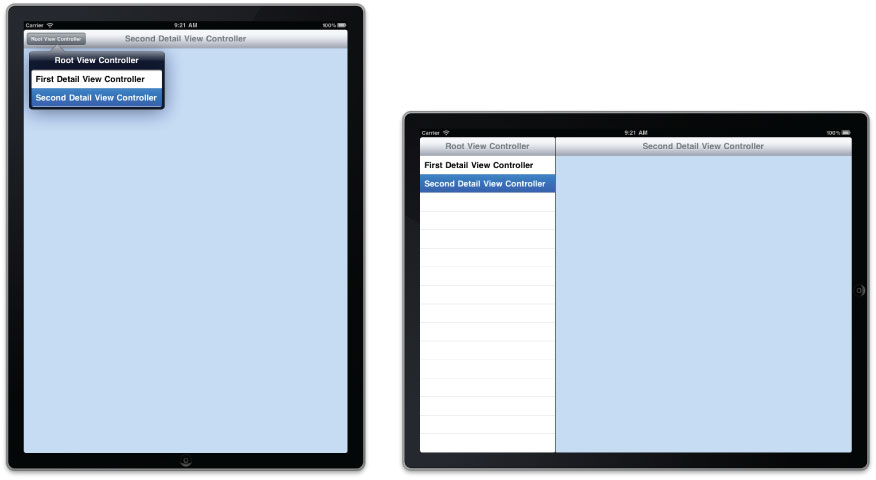 Carrier 9:21 AM 100%
Root View Controller Second Detail View Controller
Root View Controller
First Detail View Controller
Second Detail View Controller
Carrier 9:21 AM 100%
Root View Controller Second Detail View Controller
First Detail View Controller
Second Detail View Controller